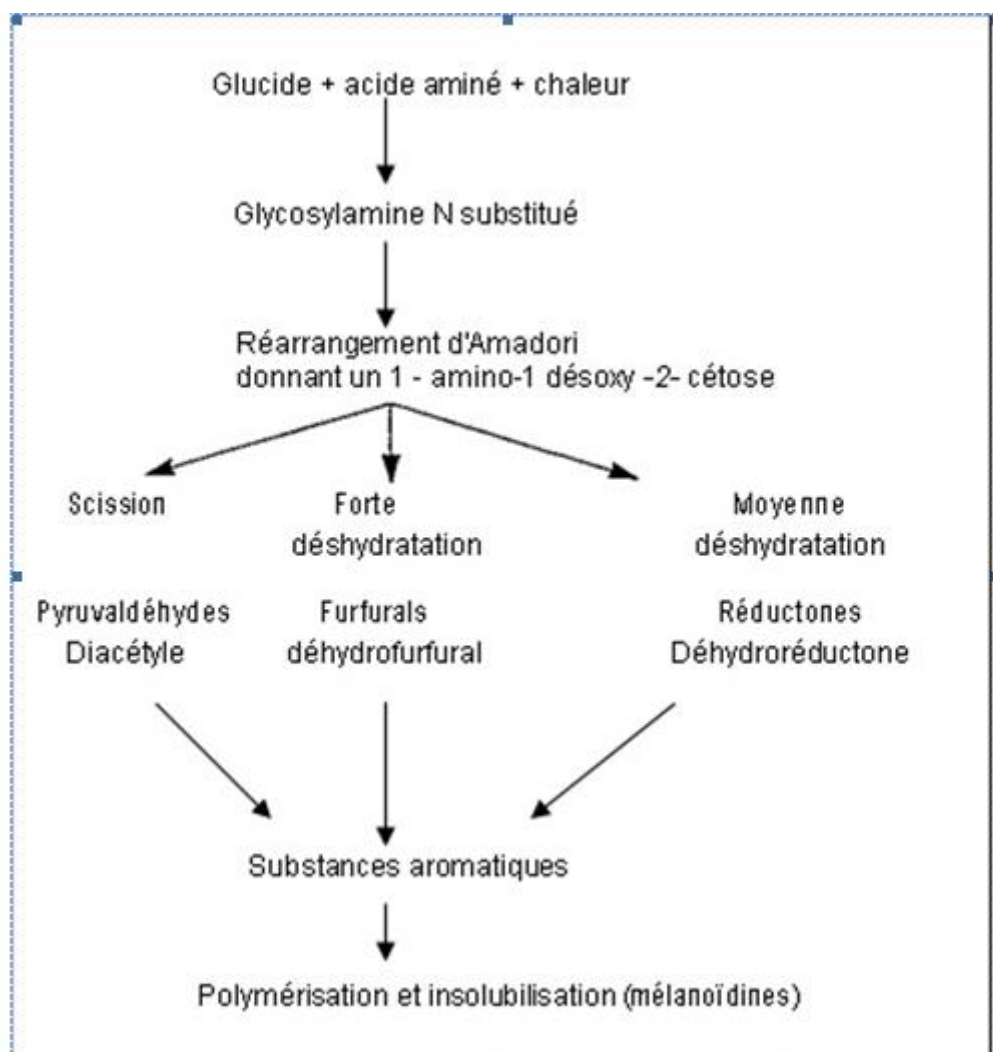 Glucide + acide aminé + chaleur
Glycosylamine N substitué
Réarrangement d'Amadori
donnant un 1 - amino-1 désoxy -2- cétose
Scission
Forte
déshydratation
Moyenne
déshydratation
Pyruvaldéhydes
Diacétyle
Furfurals
déhydrofurfural
Réductones
Déhydroréductone
Substances aromatiques
Polymérisation et insolubilisation (mélanoïdines)